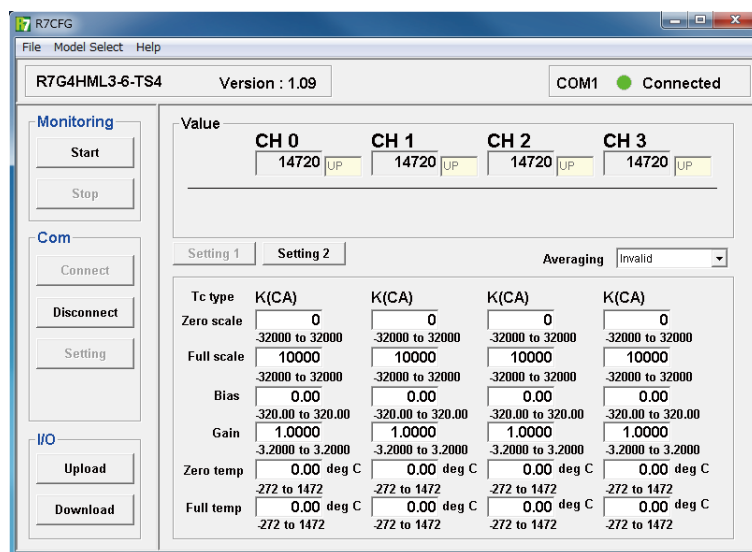 R7 R7CFG
File Model Select Help
R7G4HML3-6-TS4 Version : 1.09 COM1 Connected
Monitoring
Start
Stop
Com
Connect
Disconnect
Setting
I/O
Upload
Download
Value
CH 0 CH 1 CH 2 CH 3
14720 UP 14720 UP 14720 UP 14720 UP
Setting 1 Setting 2 Averaging Invalid
Tc type K(CA) K(CA) K(CA) K(CA)
Zero scale 0 0 0 0
-32000 to 32000 -32000 to 32000 -32000 to 32000 -32000 to 32000
Full scale 10000 10000 10000 10000
-32000 to 32000 -32000 to 32000 -32000 to 32000 -32000 to 32000
Bias 0.00 0.00 0.00 0.00
-320.00 to 320.00 -320.00 to 320.00 -320.00 to 320.00 -320.00 to 320.00
Gain 1.0000 1.0000 1.0000 1.0000
-3.2000 to 3.2000 -3.2000 to 3.2000 -3.2000 to 3.2000 -3.2000 to 3.2000
Zero temp 0.00 deg C 0.00 deg C 0.00 deg C 0.00 deg C
-272 to 1472 -272 to 1472 -272 to 1472 -272 to 1472
Full temp 0.00 deg C 0.00 deg C 0.00 deg C 0.00 deg C
-272 to 1472 -272 to 1472 -272 to 1472 -272 to 1472